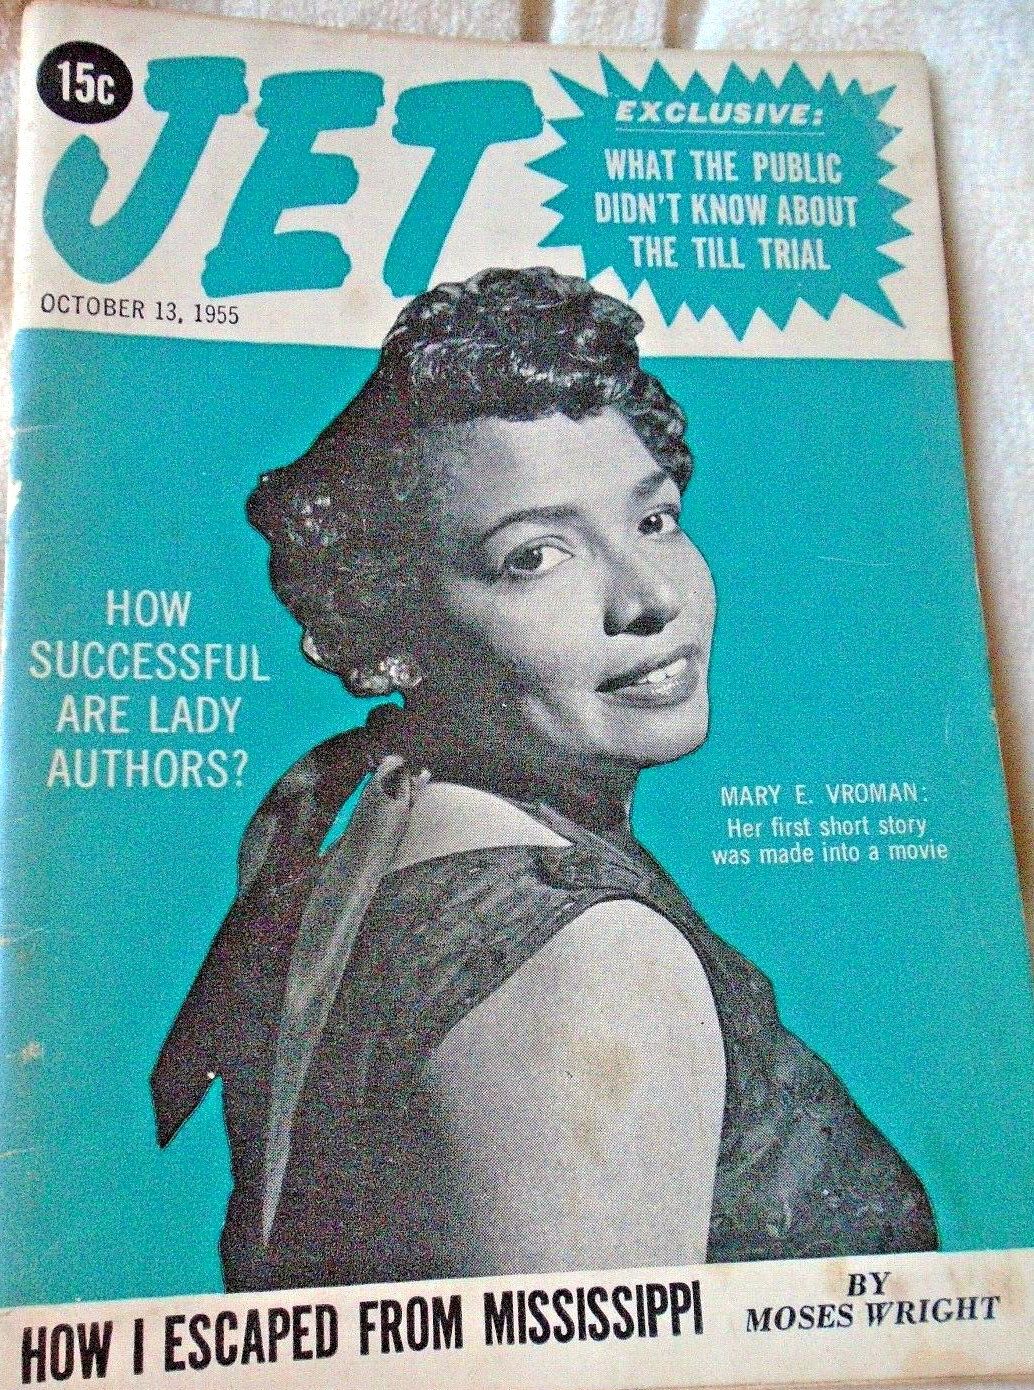 15c
JET
OCTOBER 13, 1955
EXCLUSIVE:
WHAT THE PUBLIC
DIDN'T KNOW ABOUT
THE TILL TRIAL
HOW
SUCCESSFUL
ARE LADY
AUTHORS?
MARY E. VROMAN:
Her first short story
was made into a movie
HOW I ESCAPED FROM MISSISSIPPI
BY
MOSES WRIGHT